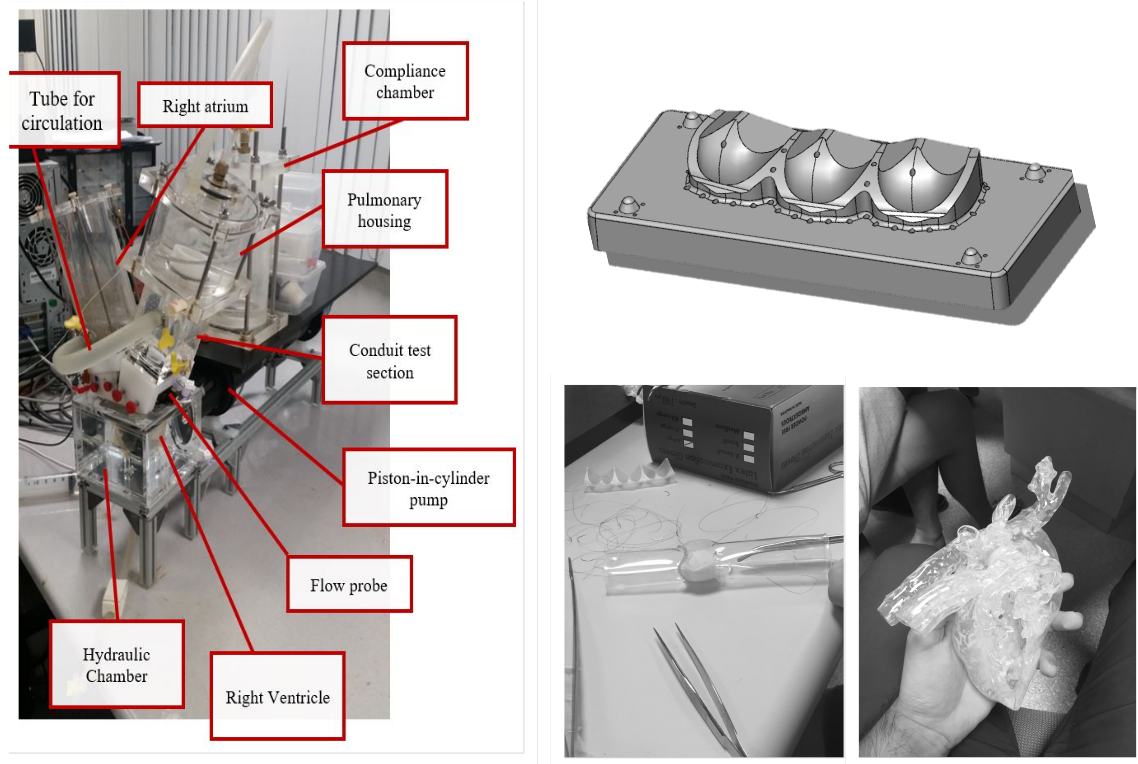 Compliance
chamber
Tube for
circulation
Right atrium
Pulmonary
housing
Conduit test
section
Piston-in-cylinder
pump
Flow probe
Hydraulic
Chamber
Right Ventricle